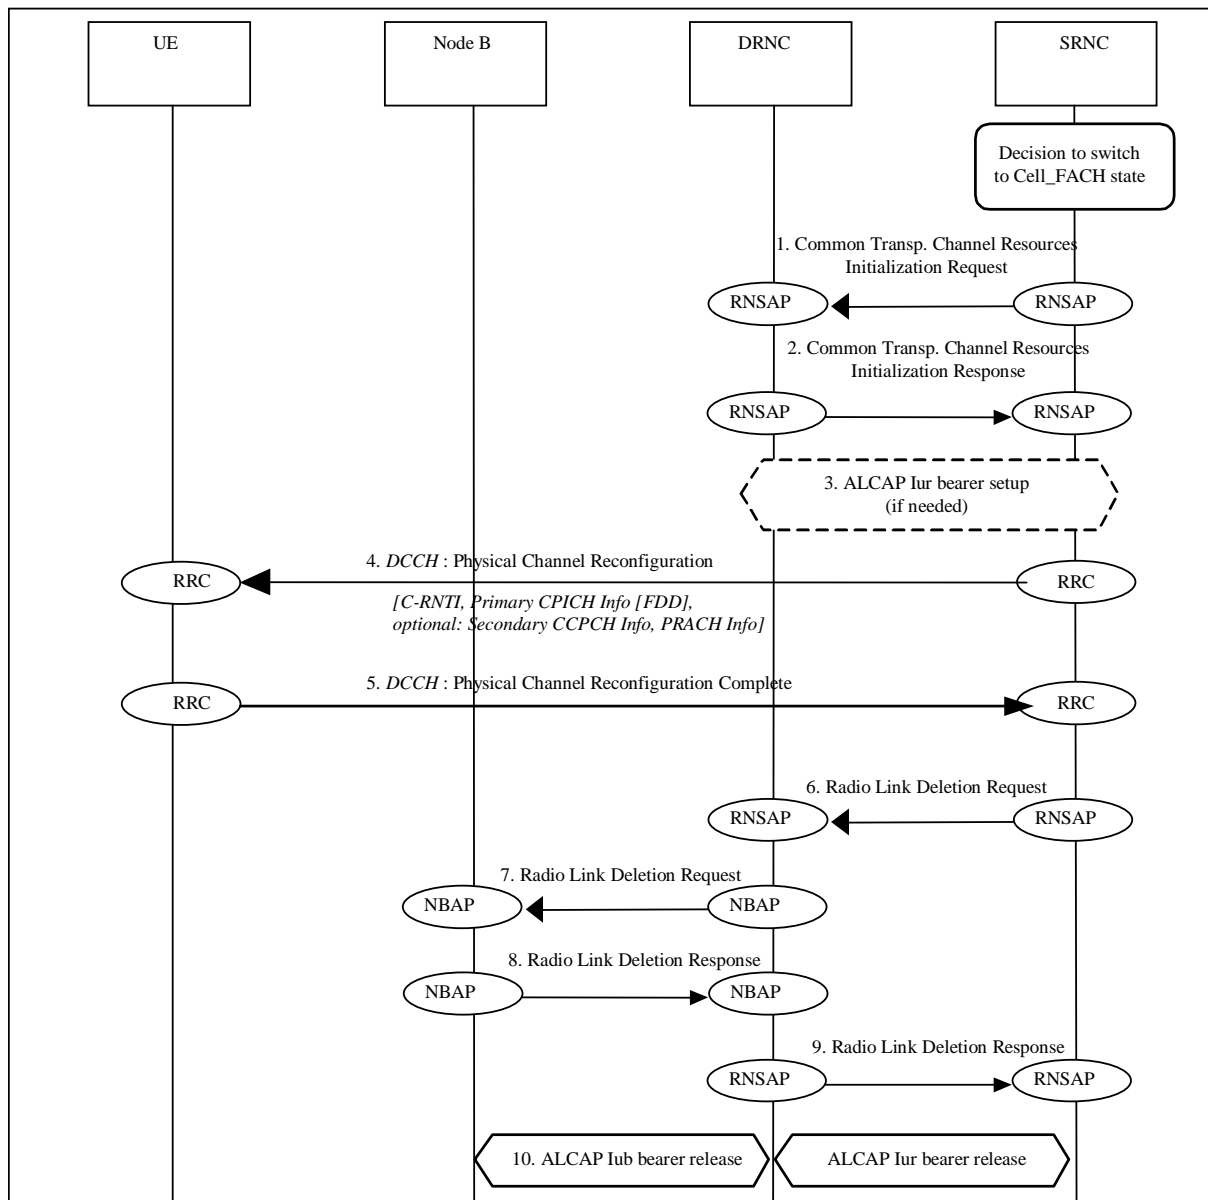 UE
Node B
DRNC
SRNC
Decision to switch
to Cell_FACH state
1. Common Transp. Channel Resources
Initialization Request
RNSAP
RNSAP
2. Common Transp. Channel Resources
Initialization Response
RNSAP
RNSAP
3. ALCAP Iur bearer setup
(if needed)
4. DCCH : Physical Channel Reconfiguration
RRC
RRC
[C-RNTI, Primary CPICH Info [FDD],
optional: Secondary CCPCH Info, PRACH Info]
5. DCCH : Physical Channel Reconfiguration Complete
RRC
RRC
6. Radio Link Deletion Request
RNSAP
RNSAP
7. Radio Link Deletion Request
NBAP
NBAP
8. Radio Link Deletion Response
NBAP
NBAP
9. Radio Link Deletion Response
RNSAP
RNSAP
10. ALCAP Iub bearer release
ALCAP Iur bearer release